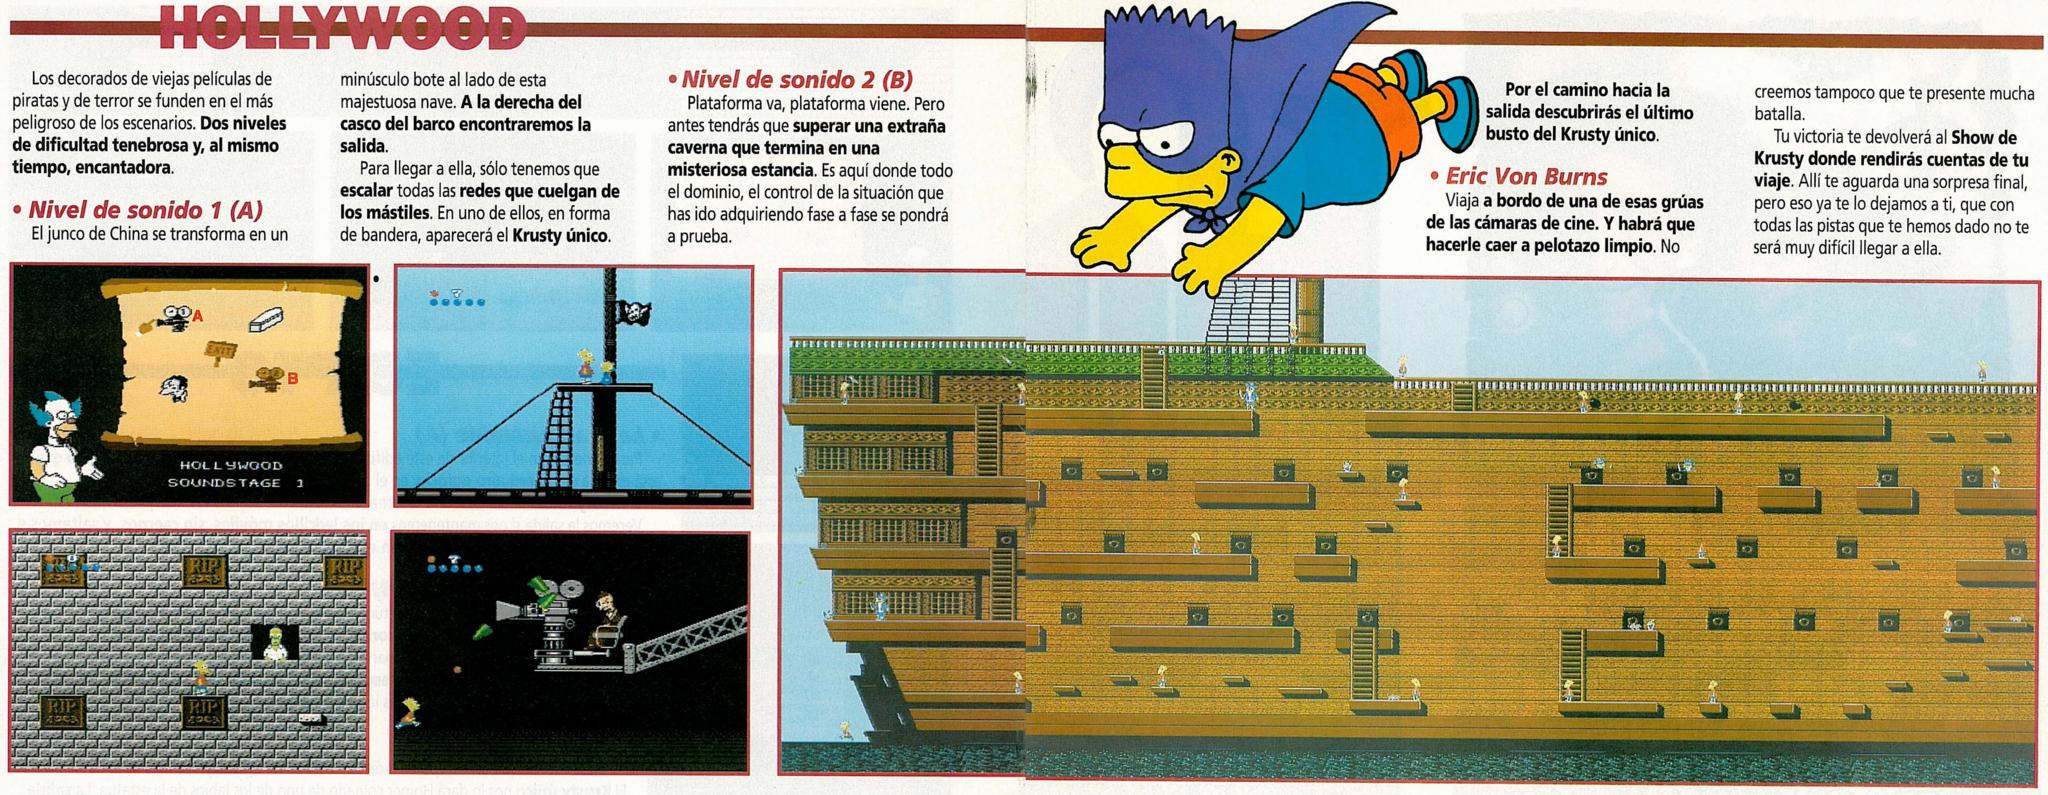 HOLLYWOOD
Los decorados de viejas películas de
piratas y de terror se funden en el más
peligroso de los escenarios. Dos niveles
de dificultad tenebrosa y, al mismo
tiempo, encantadora.
• Nivel de sonido 1 (A)
El junco de China se transforma en un
minúsculo bote al lado de esta
majestuosa nave. A la derecha del
casco del barco encontraremos la
salida.
Para llegar a ella, sólo tenemos que
escalar todas las redes que cuelgan de
los mástiles. En uno de ellos, en forma
de bandera, aparecerá el Krusty único.
• Nivel de sonido 2 (B)
Plataforma va, plataforma viene. Pero
antes tendrás que superar una extraña
caverna que termina en una
misteriosa estancia. Es aquí donde todo
el dominio, el control de la situación que
has ido adquiriendo fase a fase se pondrá
a prueba.
Por el camino hacia la
salida descubrirás el último
busto del Krusty único.
• Eric Von Burns
Viaja a bordo de una de esas grúas
de las cámaras de cine. Y habrá que
hacerle caer a pelotazo limpio. No
creemos tampoco que te presente mucha
batalla.
Tu victoria te devolverá al Show de
Krusty donde rendirás cuentas de tu
viaje. Allí te aguarda una sorpresa final,
pero eso ya te lo dejamos a ti, que con
todas las pistas que te hemos dado no te
será muy difícil llegar a ella.
A
EXIT
B
HOLLYWOOD
SOUNDSTAGE 1
RIP
RIP
RIP
RIP